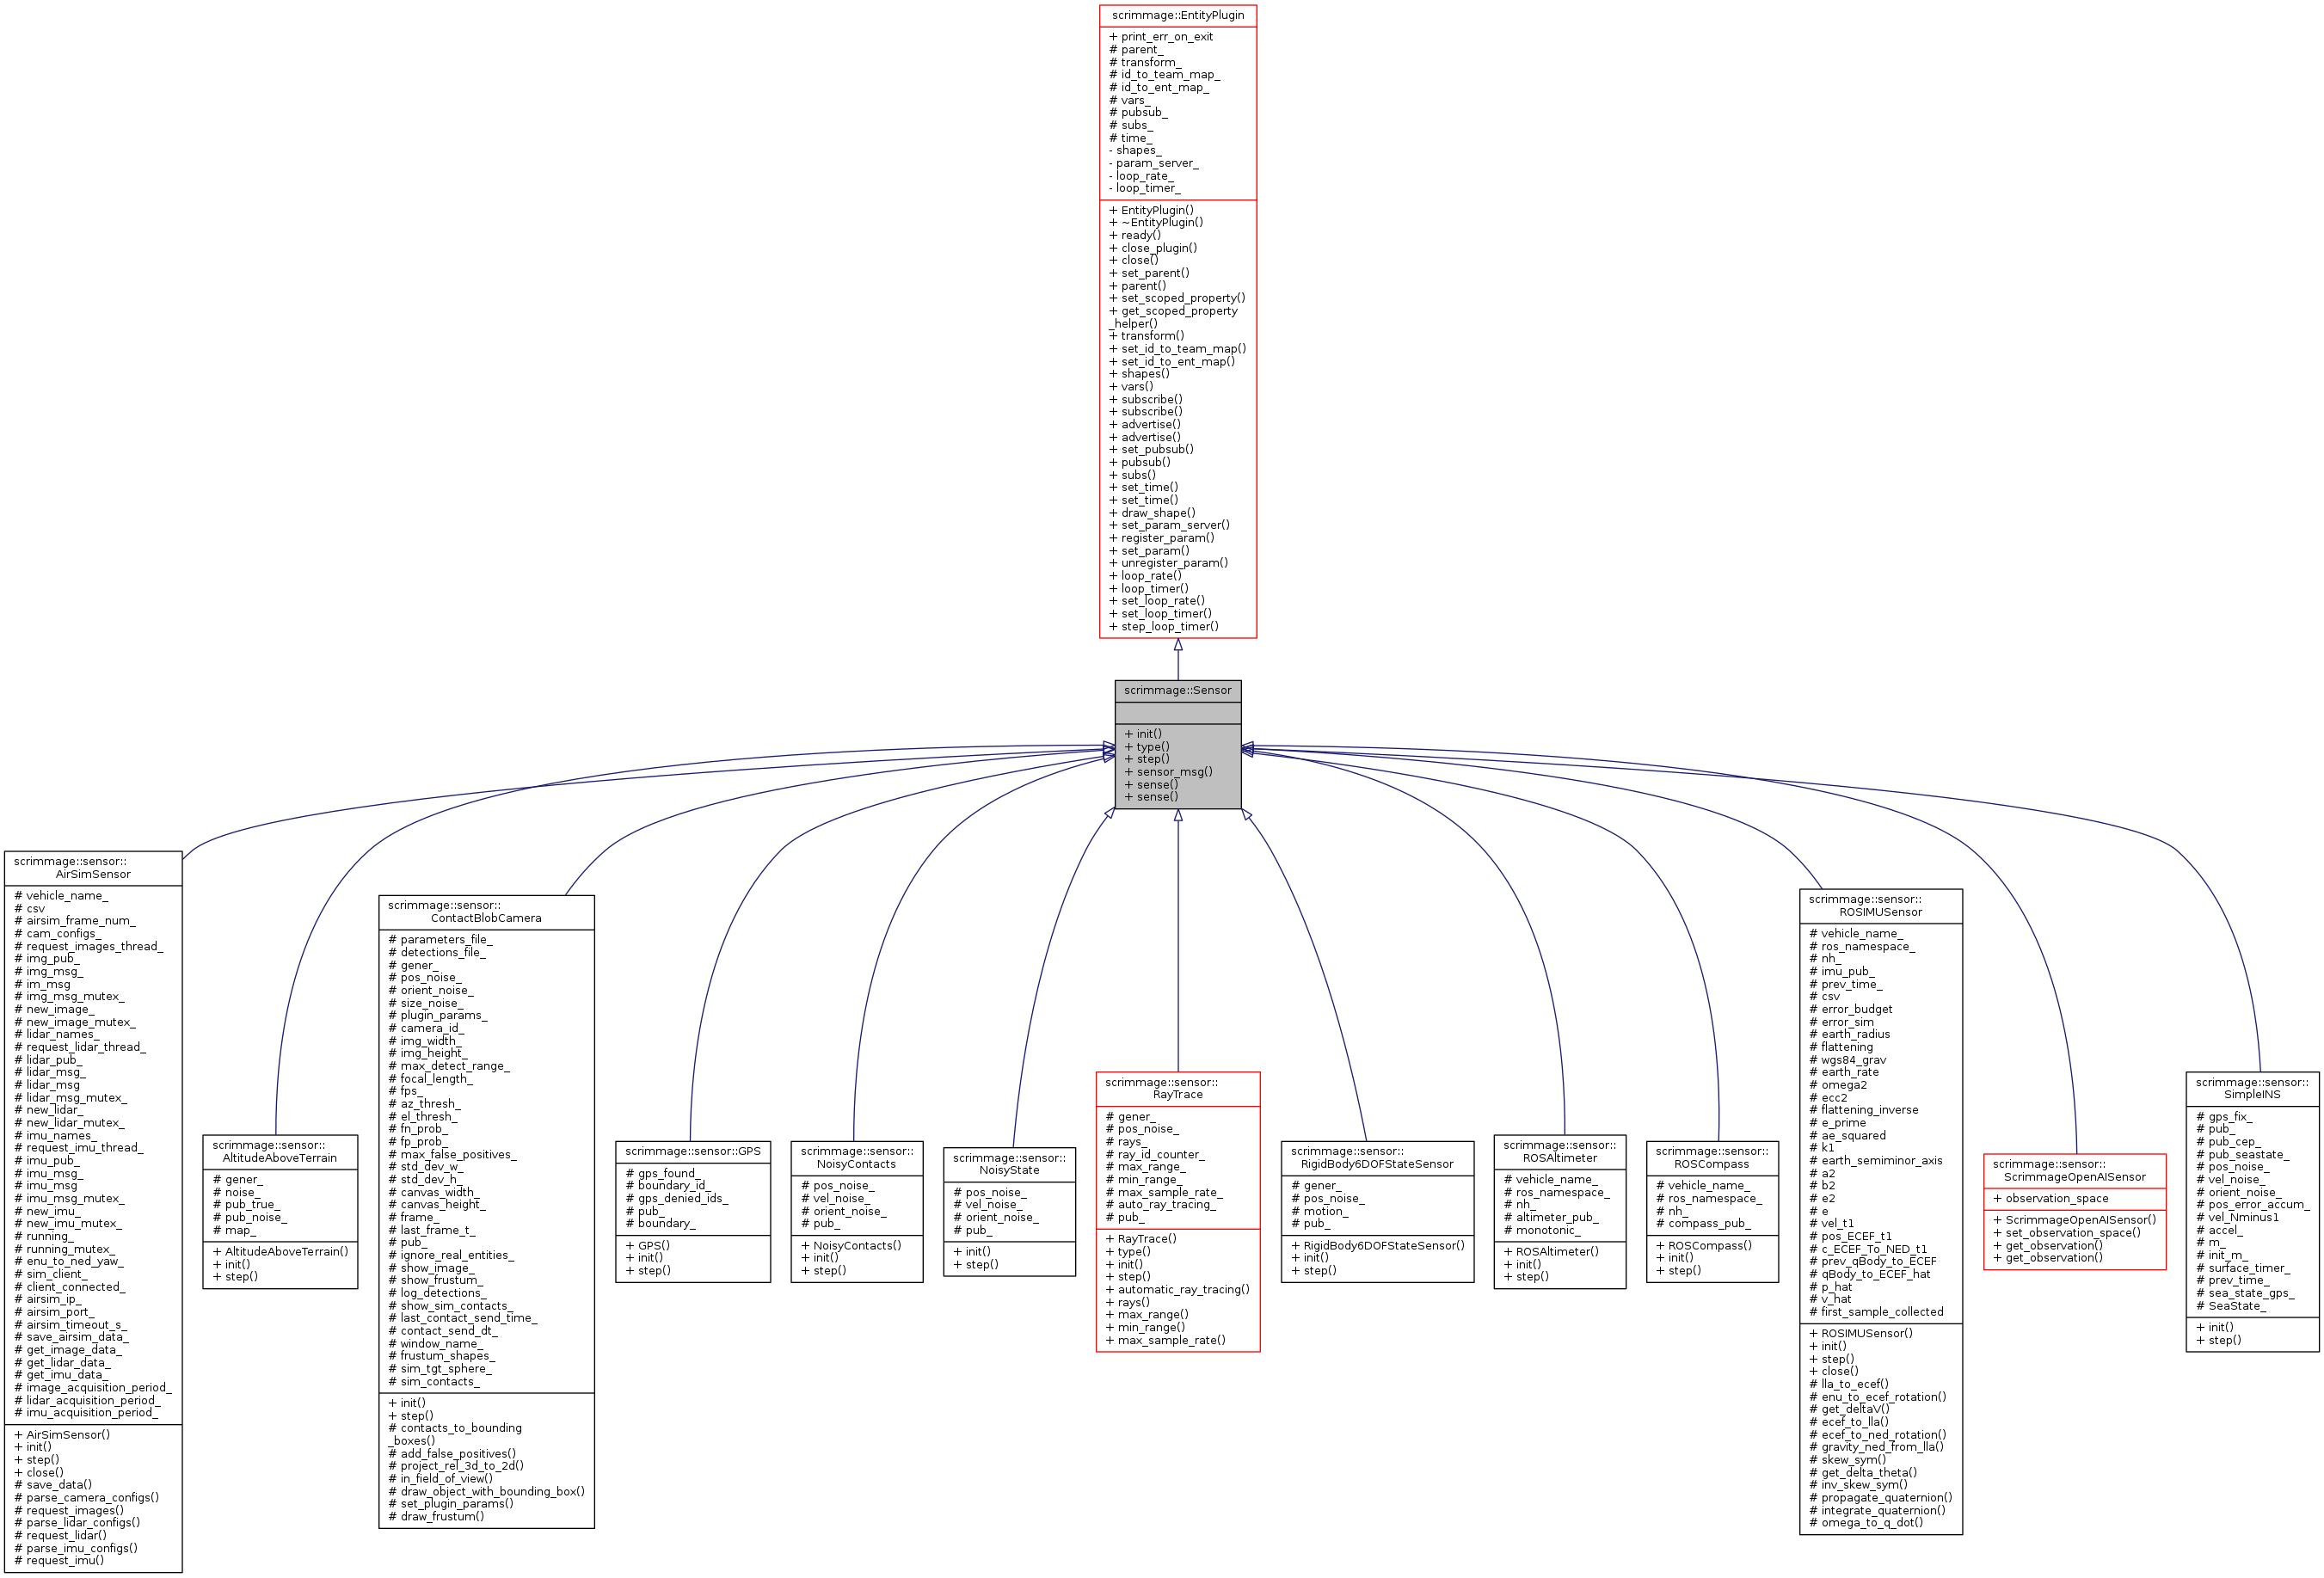 scrimmage::EntityPlugin
+ print_err_on_exit
# parent_
# transform_
# id_to_team_map_
# id_to_ent_map_
# vars_
# pubsub_
# subs_
# time_
- shapes_
- param_server_
- loop_rate_
- loop_timer_
+ EntityPlugin()
+ ~EntityPlugin()
+ ready()
+ close_plugin()
+ close()
+ set_parent()
+ parent()
+ set_scoped_property()
+ get_scoped_property
_helper()
+ transform()
+ set_id_to_team_map()
+ set_id_to_ent_map()
+ shapes()
+ vars()
+ subscribe()
+ subscribe()
+ advertise()
+ advertise()
+ set_pubsub()
+ pubsub()
+ subs()
+ set_time()
+ set_time()
+ draw_shape()
+ set_param_server()
+ register_param()
+ set_param()
+ unregister_param()
+ loop_rate()
+ loop_timer()
+ set_loop_rate()
+ set_loop_timer()
+ step_loop_timer()
scrimmage::Sensor
+ init()
+ type()
+ step()
+ sensor_msg()
+ sense()
+ sense()
scrimmage::sensor::
AirSimSensor
# vehicle_name_
# csv
# airsim_frame_num_
# cam_configs_
# request_images_thread_
# img_pub_
# img_msg_
# im_msg
# img_msg_mutex_
# new_image_
# new_image_mutex_
# lidar_names_
# request_lidar_thread_
# lidar_pub_
# lidar_msg_
# lidar_msg
# lidar_msg_mutex_
# new_lidar_
# new_lidar_mutex_
# imu_names_
# request_imu_thread_
# imu_pub_
# imu_msg_
# imu_msg
# imu_msg_mutex_
# new_imu_
# new_imu_mutex_
# running_
# running_mutex_
# enu_to_ned_yaw_
# sim_client_
# client_connected_
# airsim_ip_
# airsim_port_
# airsim_timeout_s_
# save_airsim_data_
# get_image_data_
# get_lidar_data_
# get_imu_data_
# image_acquisition_period_
# lidar_acquisition_period_
# imu_acquisition_period_
+ AirSimSensor()
+ init()
+ step()
+ close()
# save_data()
# parse_camera_configs()
# request_images()
# parse_lidar_configs()
# request_lidar()
# parse_imu_configs()
# request_imu()
scrimmage::sensor::
AltitudeAboveTerrain
# gener_
# noise_
# pub_true_
# pub_noise_
# map_
+ AltitudeAboveTerrain()
+ init()
+ step()
scrimmage::sensor::
ContactBlobCamera
# parameters_file_
# detections_file_
# gener_
# pos_noise_
# orient_noise_
# size_noise_
# plugin_params_
# camera_id_
# img_width_
# img_height_
# max_detect_range_
# focal_length_
# fps_
# az_thresh_
# el_thresh_
# fn_prob_
# fp_prob_
# max_false_positives_
# std_dev_w_
# std_dev_h_
# canvas_width_
# canvas_height_
# frame_
# last_frame_t_
# pub_
# ignore_real_entities_
# show_image_
# show_frustum_
# log_detections_
# show_sim_contacts_
# last_contact_send_time_
# contact_send_dt_
# window_name_
# frustum_shapes_
# sim_tgt_sphere_
# sim_contacts_
+ init()
+ step()
# contacts_to_bounding
_boxes()
# add_false_positives()
# project_rel_3d_to_2d()
# in_field_of_view()
# draw_object_with_bounding_box()
# set_plugin_params()
# draw_frustum()
scrimmage::sensor::GPS
# gps_found_
# boundary_id_
# gps_denied_ids_
# pub_
# boundary_
+ GPS()
+ init()
+ step()
scrimmage::sensor::
NoisyContacts
# pos_noise_
# vel_noise_
# orient_noise_
# pub_
+ NoisyContacts()
+ init()
+ step()
scrimmage::sensor::
NoisyState
# pos_noise_
# vel_noise_
# orient_noise_
# pub_
+ init()
+ step()
scrimmage::sensor::
RayTrace
# gener_
# pos_noise_
# rays_
# ray_id_counter_
# max_range_
# min_range_
# max_sample_rate_
# auto_ray_tracing_
# pub_
+ RayTrace()
+ type()
+ init()
+ step()
+ automatic_ray_tracing()
+ rays()
+ max_range()
+ min_range()
+ max_sample_rate()
scrimmage::sensor::
RigidBody6DOFStateSensor
# gener_
# pos_noise_
# motion_
# pub_
+ RigidBody6DOFStateSensor()
+ init()
+ step()
scrimmage::sensor::
ROSAltimeter
# vehicle_name_
# ros_namespace_
# nh_
# altimeter_pub_
# monotonic_
+ ROSAltimeter()
+ init()
+ step()
scrimmage::sensor::
ROSCompass
# vehicle_name_
# ros_namespace_
# nh_
# compass_pub_
+ ROSCompass()
+ init()
+ step()
scrimmage::sensor::
ROSIMUSensor
# vehicle_name_
# ros_namespace_
# nh_
# imu_pub_
# prev_time_
# csv
# error_budget
# error_sim
# earth_radius
# flattening
# wgs84_grav
# earth_rate
# omega2
# ecc2
# flattening_inverse
# e_prime
# ae_squared
# k1
# earth_semiminor_axis
# a2
# b2
# e2
# e
# vel_t1
# pos_ECEF_t1
# c_ECEF_To_NED_t1
# prev_qBody_to_ECEF
# qBody_to_ECEF_hat
# p_hat
# v_hat
# first_sample_collected
+ ROSIMUSensor()
+ init()
+ step()
+ close()
# lla_to_ecef()
# enu_to_ecef_rotation()
# get_deltaV()
# ecef_to_lla()
# ecef_to_ned_rotation()
# gravity_ned_from_lla()
# skew_sym()
# get_delta_theta()
# inv_skew_sym()
# propagate_quaternion()
# integrate_quaternion()
# omega_to_q_dot()
scrimmage::sensor::
ScrimmageOpenAISensor
+ observation_space
+ ScrimmageOpenAISensor()
+ set_observation_space()
+ get_observation()
+ get_observation()
scrimmage::sensor::
SimpleINS
# gps_fix_
# pub_
# pub_cep_
# pub_seastate_
# pos_noise_
# vel_noise_
# orient_noise_
# pos_error_accum_
# vel_Nminus1
# accel_
# m_
# init_m_
# surface_timer_
# prev_time_
# sea_state_gps_
# SeaState_
+ init()
+ step()